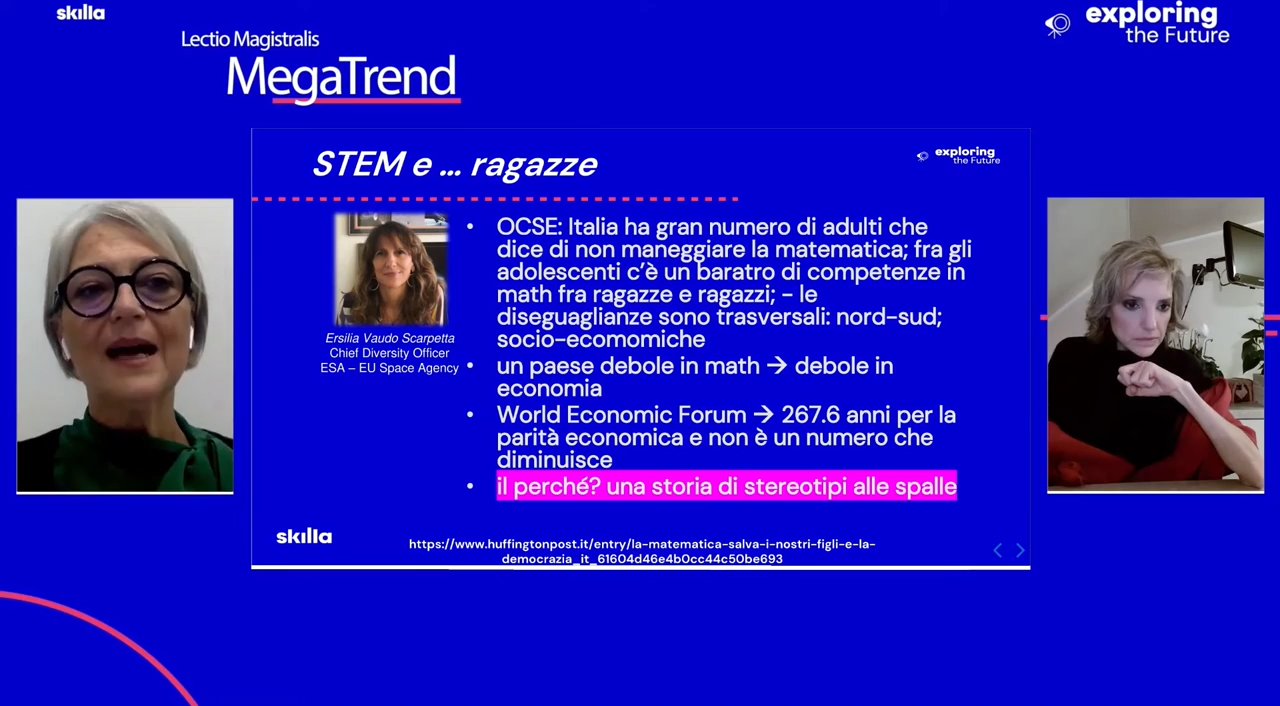 skilla
exploring
the Future
Lectio Magistralis
MegaTrend
STEM e ... ragazze
exploring
the Future
Ersilia Vaudo Scarpetta
Chief Diversity Officer
ESA – EU Space Agency
• OCSE: Italia ha gran numero di adulti che
dice di non maneggiare la matematica; fra gli
adolescenti c'è un baratro di competenze in
math fra ragazze e ragazzi; - le
diseguaglianze sono trasversali: nord-sud;
socio-ecomomiche
• un paese debole in math → debole in
economia
• World Economic Forum → 267.6 anni per la
parità economica e non è un numero che
diminuisce
• il perché? una storia di stereotipi alle spalle
skilla
https://www.huffingtonpost.it/entry/la-matematica-salva-i-nostri-figli-e-la-
democrazia_it_61604d46e4b0cc44c50be693